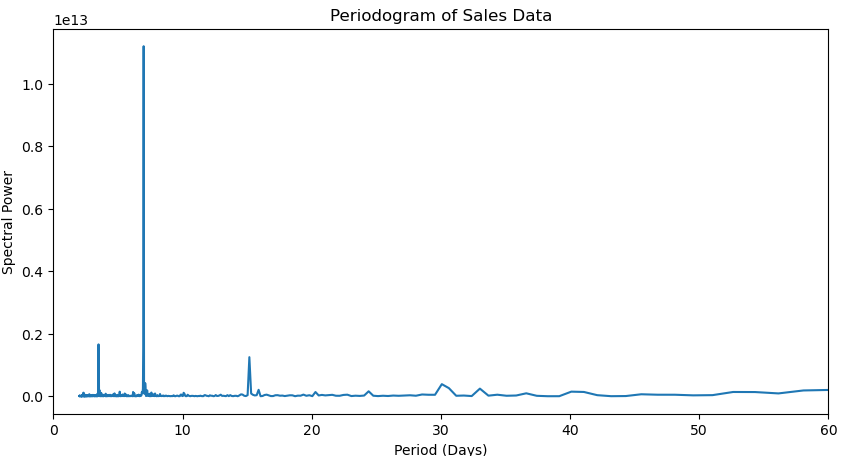 Periodogram of Sales Data
1e13
1.0
0.8
0.6
0.4
0.2
0.0
Spectral Power
0 10 20 30 40 50 60
Period (Days)